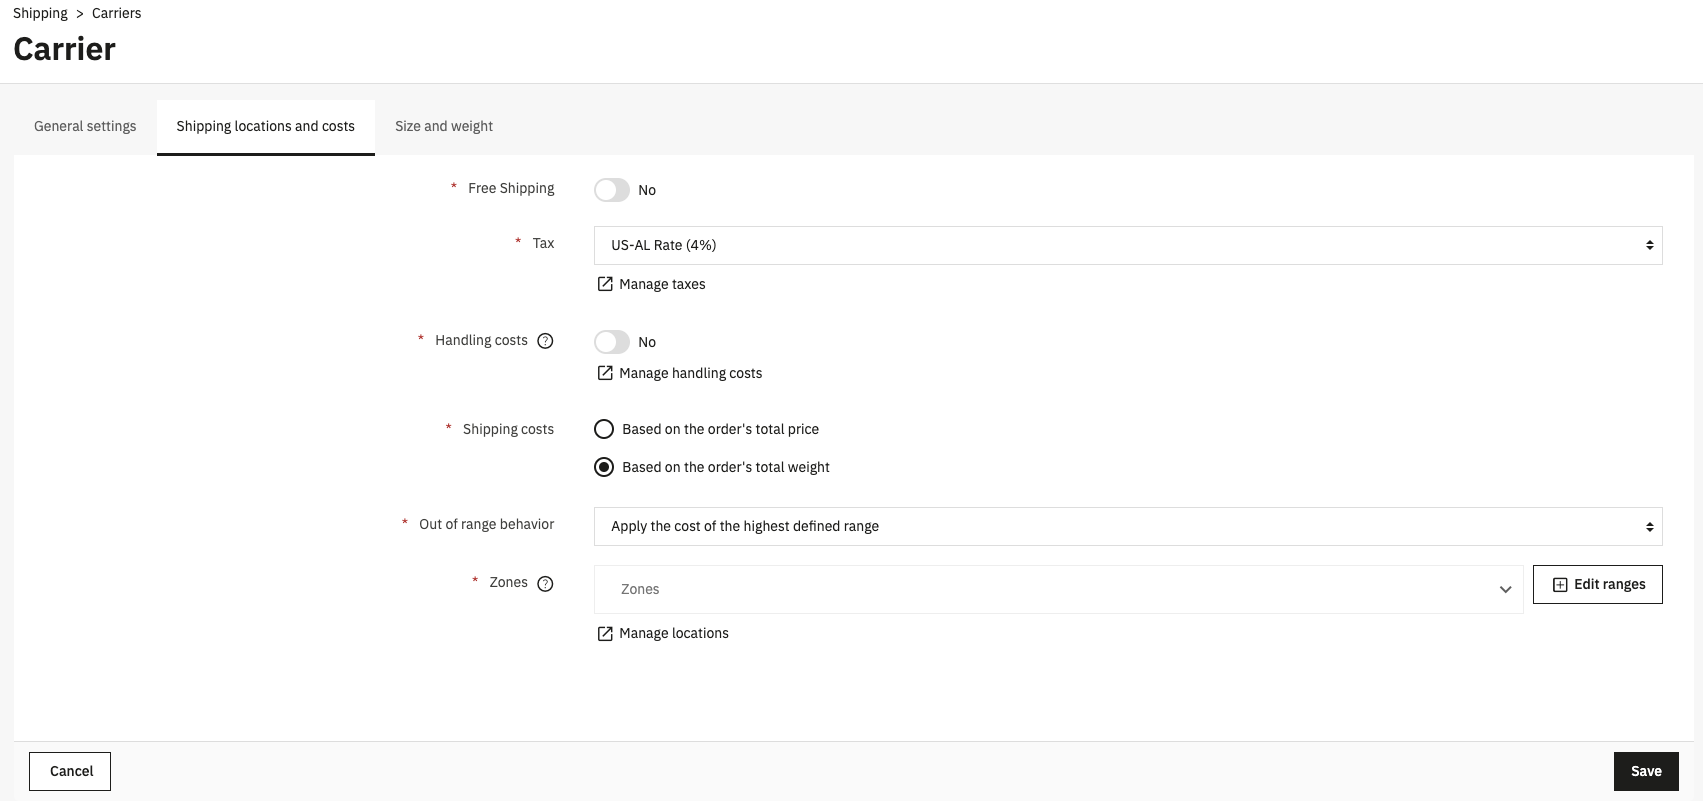 Shipping > Carriers
Carrier
General settings
Shipping locations and costs
Size and weight
* Free Shipping
No
* Tax
US-AL Rate (4%)
Manage taxes
* Handling costs ?
No
Manage handling costs
* Shipping costs
Based on the order's total price
Based on the order's total weight
* Out of range behavior
Apply the cost of the highest defined range
* Zones ?
Zones
Edit ranges
Manage locations
Cancel
Save